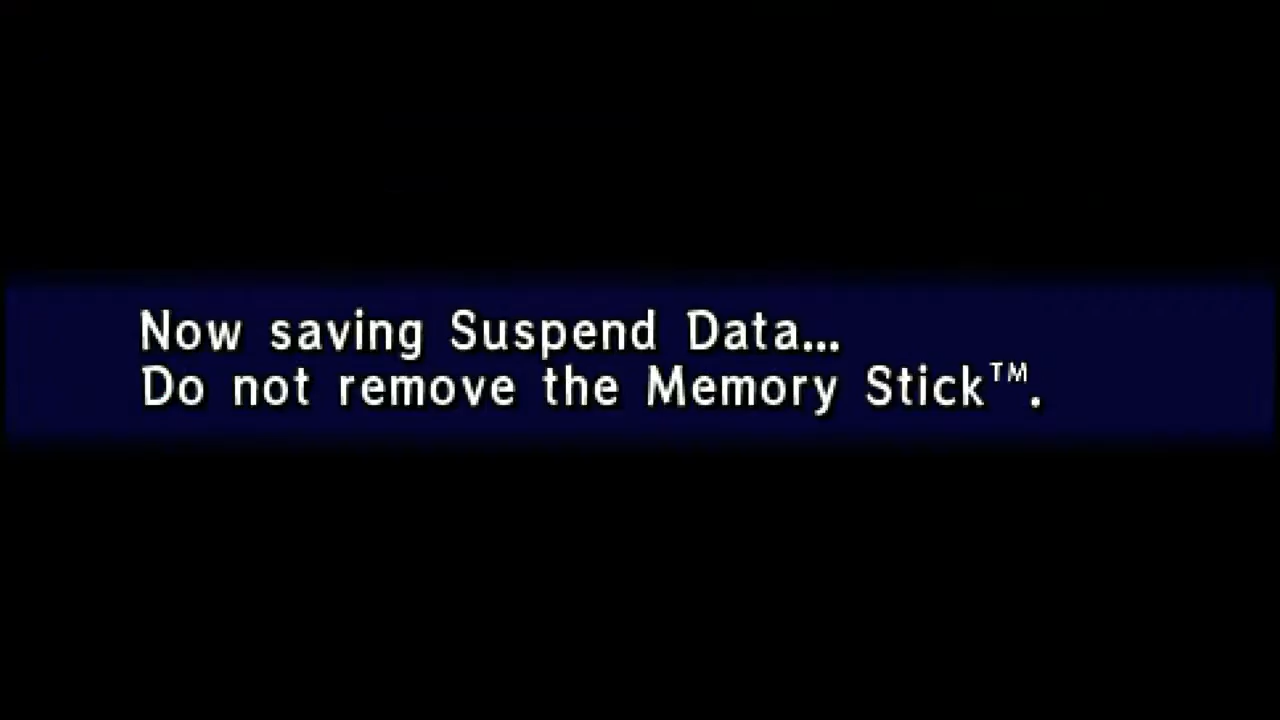 Now saving Suspend Data...
Do not remove the Memory Stick™.